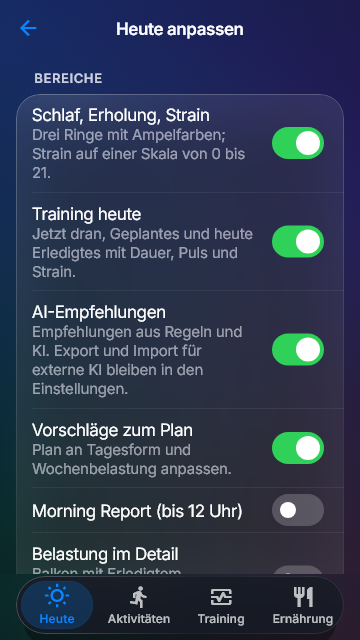 Heute anpassen
BEREICHE
Schlaf, Erholung, Strain
Drei Ringe mit Ampelfarben;
Strain auf einer Skala von 0 bis
21.
Training heute
Jetzt dran, Geplantes und heute
Erledigtes mit Dauer, Puls und
Strain.
AI-Empfehlungen
Empfehlungen aus Regeln und
KI. Export und Import für
externe KI bleiben in den
Einstellungen.
Vorschläge zum Plan
Plan an Tagesform und
Wochenbelastung anpassen.
Morning Report (bis 12 Uhr)
Belastung im Detail
Balken mit Erledigtem
Heute
Aktivitäten
Training
Ernährung